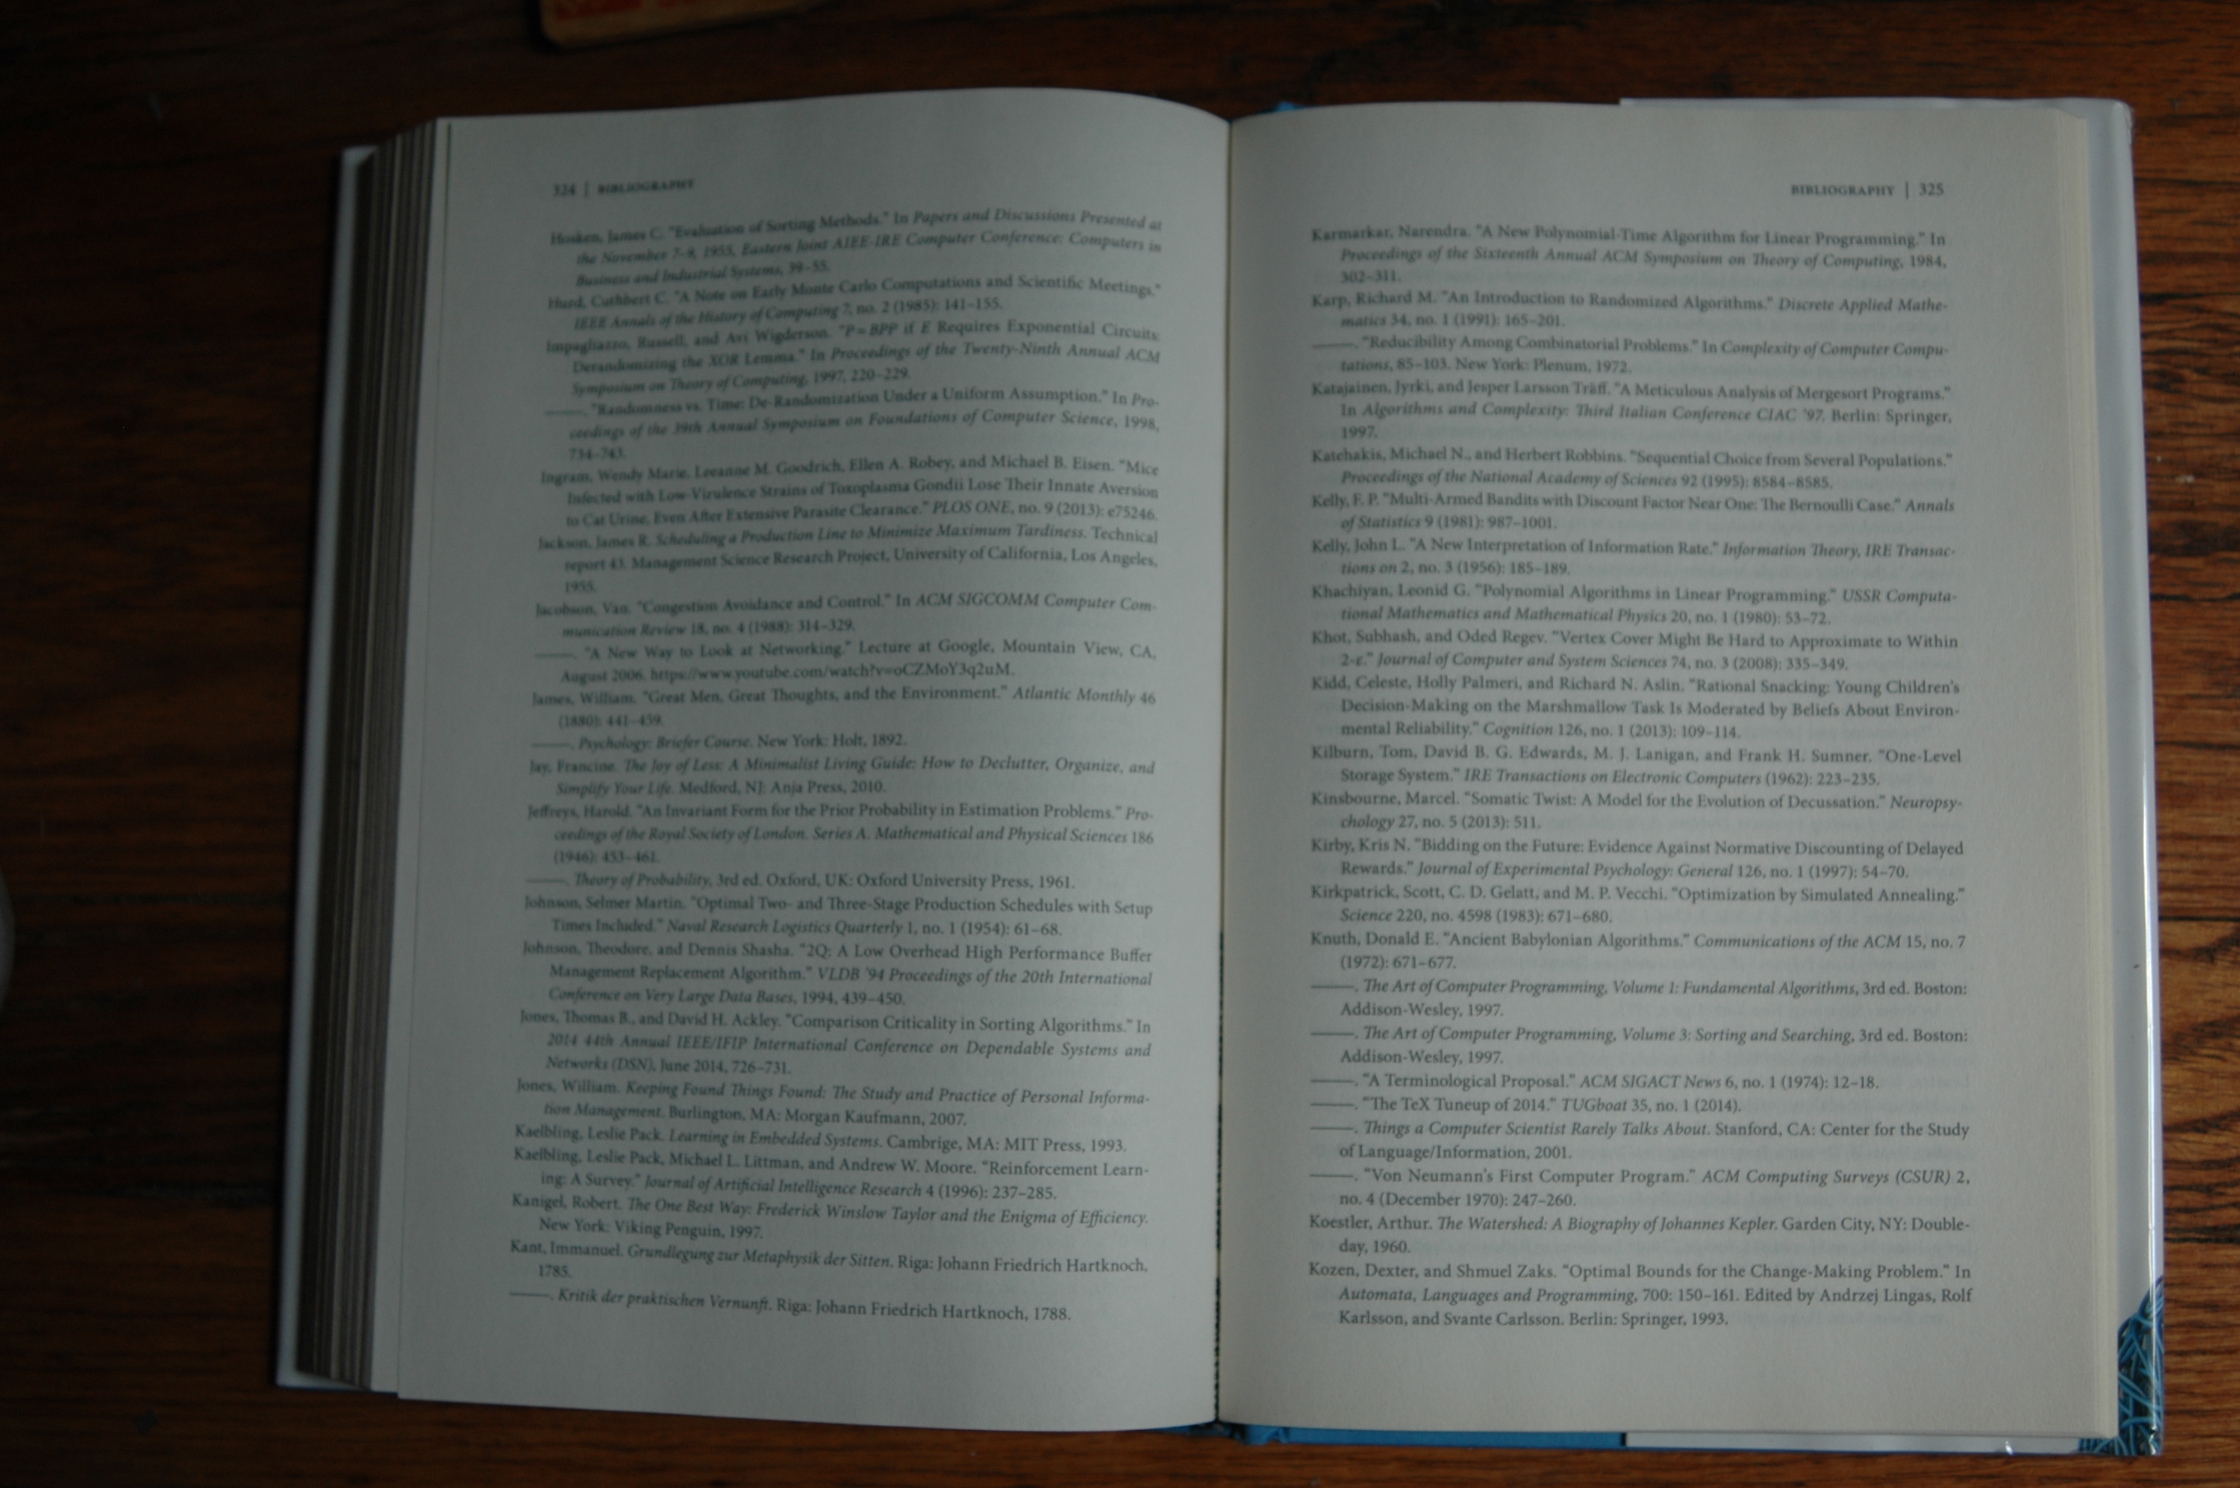 324 | BIBLIOGRAPHY
Hosken, James C. "Evaluation of Sorting Methods." In Papers and Discussions Presented at
the November 7–9, 1955, Eastern Joint AIEE-IRE Computer Conference: Computers in
Business and Industrial Systems, 39–55.
Hurd, Cuthbert C. "A Note on Early Monte Carlo Computations and Scientific Meetings."
IEEE Annals of the History of Computing 7, no. 2 (1985): 141–155.
Impagliazzo, Russell, and Avi Wigderson. "P = BPP if E Requires Exponential Circuits:
Derandomizing the XOR Lemma." In Proceedings of the Twenty-Ninth Annual ACM
Symposium on Theory of Computing, 1997, 220–229.
———. "Randomness vs. Time: De-Randomization Under a Uniform Assumption." In Pro-
ceedings of the 39th Annual Symposium on Foundations of Computer Science, 1998,
734–743.
Ingram, Wendy Marie, Leeanne M. Goodrich, Ellen A. Robey, and Michael B. Eisen. "Mice
Infected with Low-Virulence Strains of Toxoplasma Gondii Lose Their Innate Aversion
to Cat Urine, Even After Extensive Parasite Clearance." PLOS ONE, no. 9 (2013): e75246.
Jackson, James R. Scheduling a Production Line to Minimize Maximum Tardiness. Technical
report 43. Management Science Research Project, University of California, Los Angeles,
1955.
Jacobson, Van. "Congestion Avoidance and Control." In ACM SIGCOMM Computer Com-
munication Review 18, no. 4 (1988): 314–329.
———. "A New Way to Look at Networking." Lecture at Google, Mountain View, CA,
August 2006. https://www.youtube.com/watch?v=oCZMoY3q2uM.
James, William. "Great Men, Great Thoughts, and the Environment." Atlantic Monthly 46
(1880): 441–459.
———. Psychology: Briefer Course. New York: Holt, 1892.
Jay, Francine. The Joy of Less: A Minimalist Living Guide: How to Declutter, Organize, and
Simplify Your Life. Medford, NJ: Anja Press, 2010.
Jeffreys, Harold. "An Invariant Form for the Prior Probability in Estimation Problems." Pro-
ceedings of the Royal Society of London. Series A. Mathematical and Physical Sciences 186
(1946): 453–461.
———. Theory of Probability, 3rd ed. Oxford, UK: Oxford University Press, 1961.
Johnson, Selmer Martin. "Optimal Two- and Three-Stage Production Schedules with Setup
Times Included." Naval Research Logistics Quarterly 1, no. 1 (1954): 61–68.
Johnson, Theodore, and Dennis Shasha. "2Q: A Low Overhead High Performance Buffer
Management Replacement Algorithm." VLDB '94 Proceedings of the 20th International
Conference on Very Large Data Bases, 1994, 439–450.
Jones, Thomas B., and David H. Ackley. "Comparison Criticality in Sorting Algorithms." In
2014 44th Annual IEEE/IFIP International Conference on Dependable Systems and
Networks (DSN), June 2014, 726–731.
Jones, William. Keeping Found Things Found: The Study and Practice of Personal Informa-
tion Management. Burlington, MA: Morgan Kaufmann, 2007.
Kaelbling, Leslie Pack. Learning in Embedded Systems. Cambrige, MA: MIT Press, 1993.
Kaelbling, Leslie Pack, Michael L. Littman, and Andrew W. Moore. "Reinforcement Learn-
ing: A Survey." Journal of Artificial Intelligence Research 4 (1996): 237–285.
Kanigel, Robert. The One Best Way: Frederick Winslow Taylor and the Enigma of Efficiency.
New York: Viking Penguin, 1997.
Kant, Immanuel. Grundlegung zur Metaphysik der Sitten. Riga: Johann Friedrich Hartknoch,
1785.
———. Kritik der praktischen Vernunft. Riga: Johann Friedrich Hartknoch, 1788.
BIBLIOGRAPHY | 325
Karmarkar, Narendra. "A New Polynomial-Time Algorithm for Linear Programming." In
Proceedings of the Sixteenth Annual ACM Symposium on Theory of Computing, 1984,
302–311.
Karp, Richard M. "An Introduction to Randomized Algorithms." Discrete Applied Mathe-
matics 34, no. 1 (1991): 165–201.
———. "Reducibility Among Combinatorial Problems." In Complexity of Computer Compu-
tations, 85–103. New York: Plenum, 1972.
Katajainen, Jyrki, and Jesper Larsson Träff. "A Meticulous Analysis of Mergesort Programs."
In Algorithms and Complexity: Third Italian Conference CIAC '97. Berlin: Springer,
1997.
Katehakis, Michael N., and Herbert Robbins. "Sequential Choice from Several Populations."
Proceedings of the National Academy of Sciences 92 (1995): 8584–8585.
Kelly, F. P. "Multi-Armed Bandits with Discount Factor Near One: The Bernoulli Case." Annals
of Statistics 9 (1981): 987–1001.
Kelly, John L. "A New Interpretation of Information Rate." Information Theory, IRE Transac-
tions on 2, no. 3 (1956): 185–189.
Khachiyan, Leonid G. "Polynomial Algorithms in Linear Programming." USSR Computa-
tional Mathematics and Mathematical Physics 20, no. 1 (1980): 53–72.
Khot, Subhash, and Oded Regev. "Vertex Cover Might Be Hard to Approximate to Within
2-ε." Journal of Computer and System Sciences 74, no. 3 (2008): 335–349.
Kidd, Celeste, Holly Palmeri, and Richard N. Aslin. "Rational Snacking: Young Children's
Decision-Making on the Marshmallow Task Is Moderated by Beliefs About Environ-
mental Reliability." Cognition 126, no. 1 (2013): 109–114.
Kilburn, Tom, David B. G. Edwards, M. J. Lanigan, and Frank H. Sumner. "One-Level
Storage System." IRE Transactions on Electronic Computers (1962): 223–235.
Kinsbourne, Marcel. "Somatic Twist: A Model for the Evolution of Decussation." Neuropsy-
chology 27, no. 5 (2013): 511.
Kirby, Kris N. "Bidding on the Future: Evidence Against Normative Discounting of Delayed
Rewards." Journal of Experimental Psychology: General 126, no. 1 (1997): 54–70.
Kirkpatrick, Scott, C. D. Gelatt, and M. P. Vecchi. "Optimization by Simulated Annealing."
Science 220, no. 4598 (1983): 671–680.
Knuth, Donald E. "Ancient Babylonian Algorithms." Communications of the ACM 15, no. 7
(1972): 671–677.
———. The Art of Computer Programming, Volume 1: Fundamental Algorithms, 3rd ed. Boston:
Addison-Wesley, 1997.
———. The Art of Computer Programming, Volume 3: Sorting and Searching, 3rd ed. Boston:
Addison-Wesley, 1997.
———. "A Terminological Proposal." ACM SIGACT News 6, no. 1 (1974): 12–18.
———. "The TeX Tuneup of 2014." TUGboat 35, no. 1 (2014).
———. Things a Computer Scientist Rarely Talks About. Stanford, CA: Center for the Study
of Language/Information, 2001.
———. "Von Neumann's First Computer Program." ACM Computing Surveys (CSUR) 2,
no. 4 (December 1970): 247–260.
Koestler, Arthur. The Watershed: A Biography of Johannes Kepler. Garden City, NY: Double-
day, 1960.
Kozen, Dexter, and Shmuel Zaks. "Optimal Bounds for the Change-Making Problem." In
Automata, Languages and Programming, 700: 150–161. Edited by Andrzej Lingas, Rolf
Karlsson, and Svante Carlsson. Berlin: Springer, 1993.